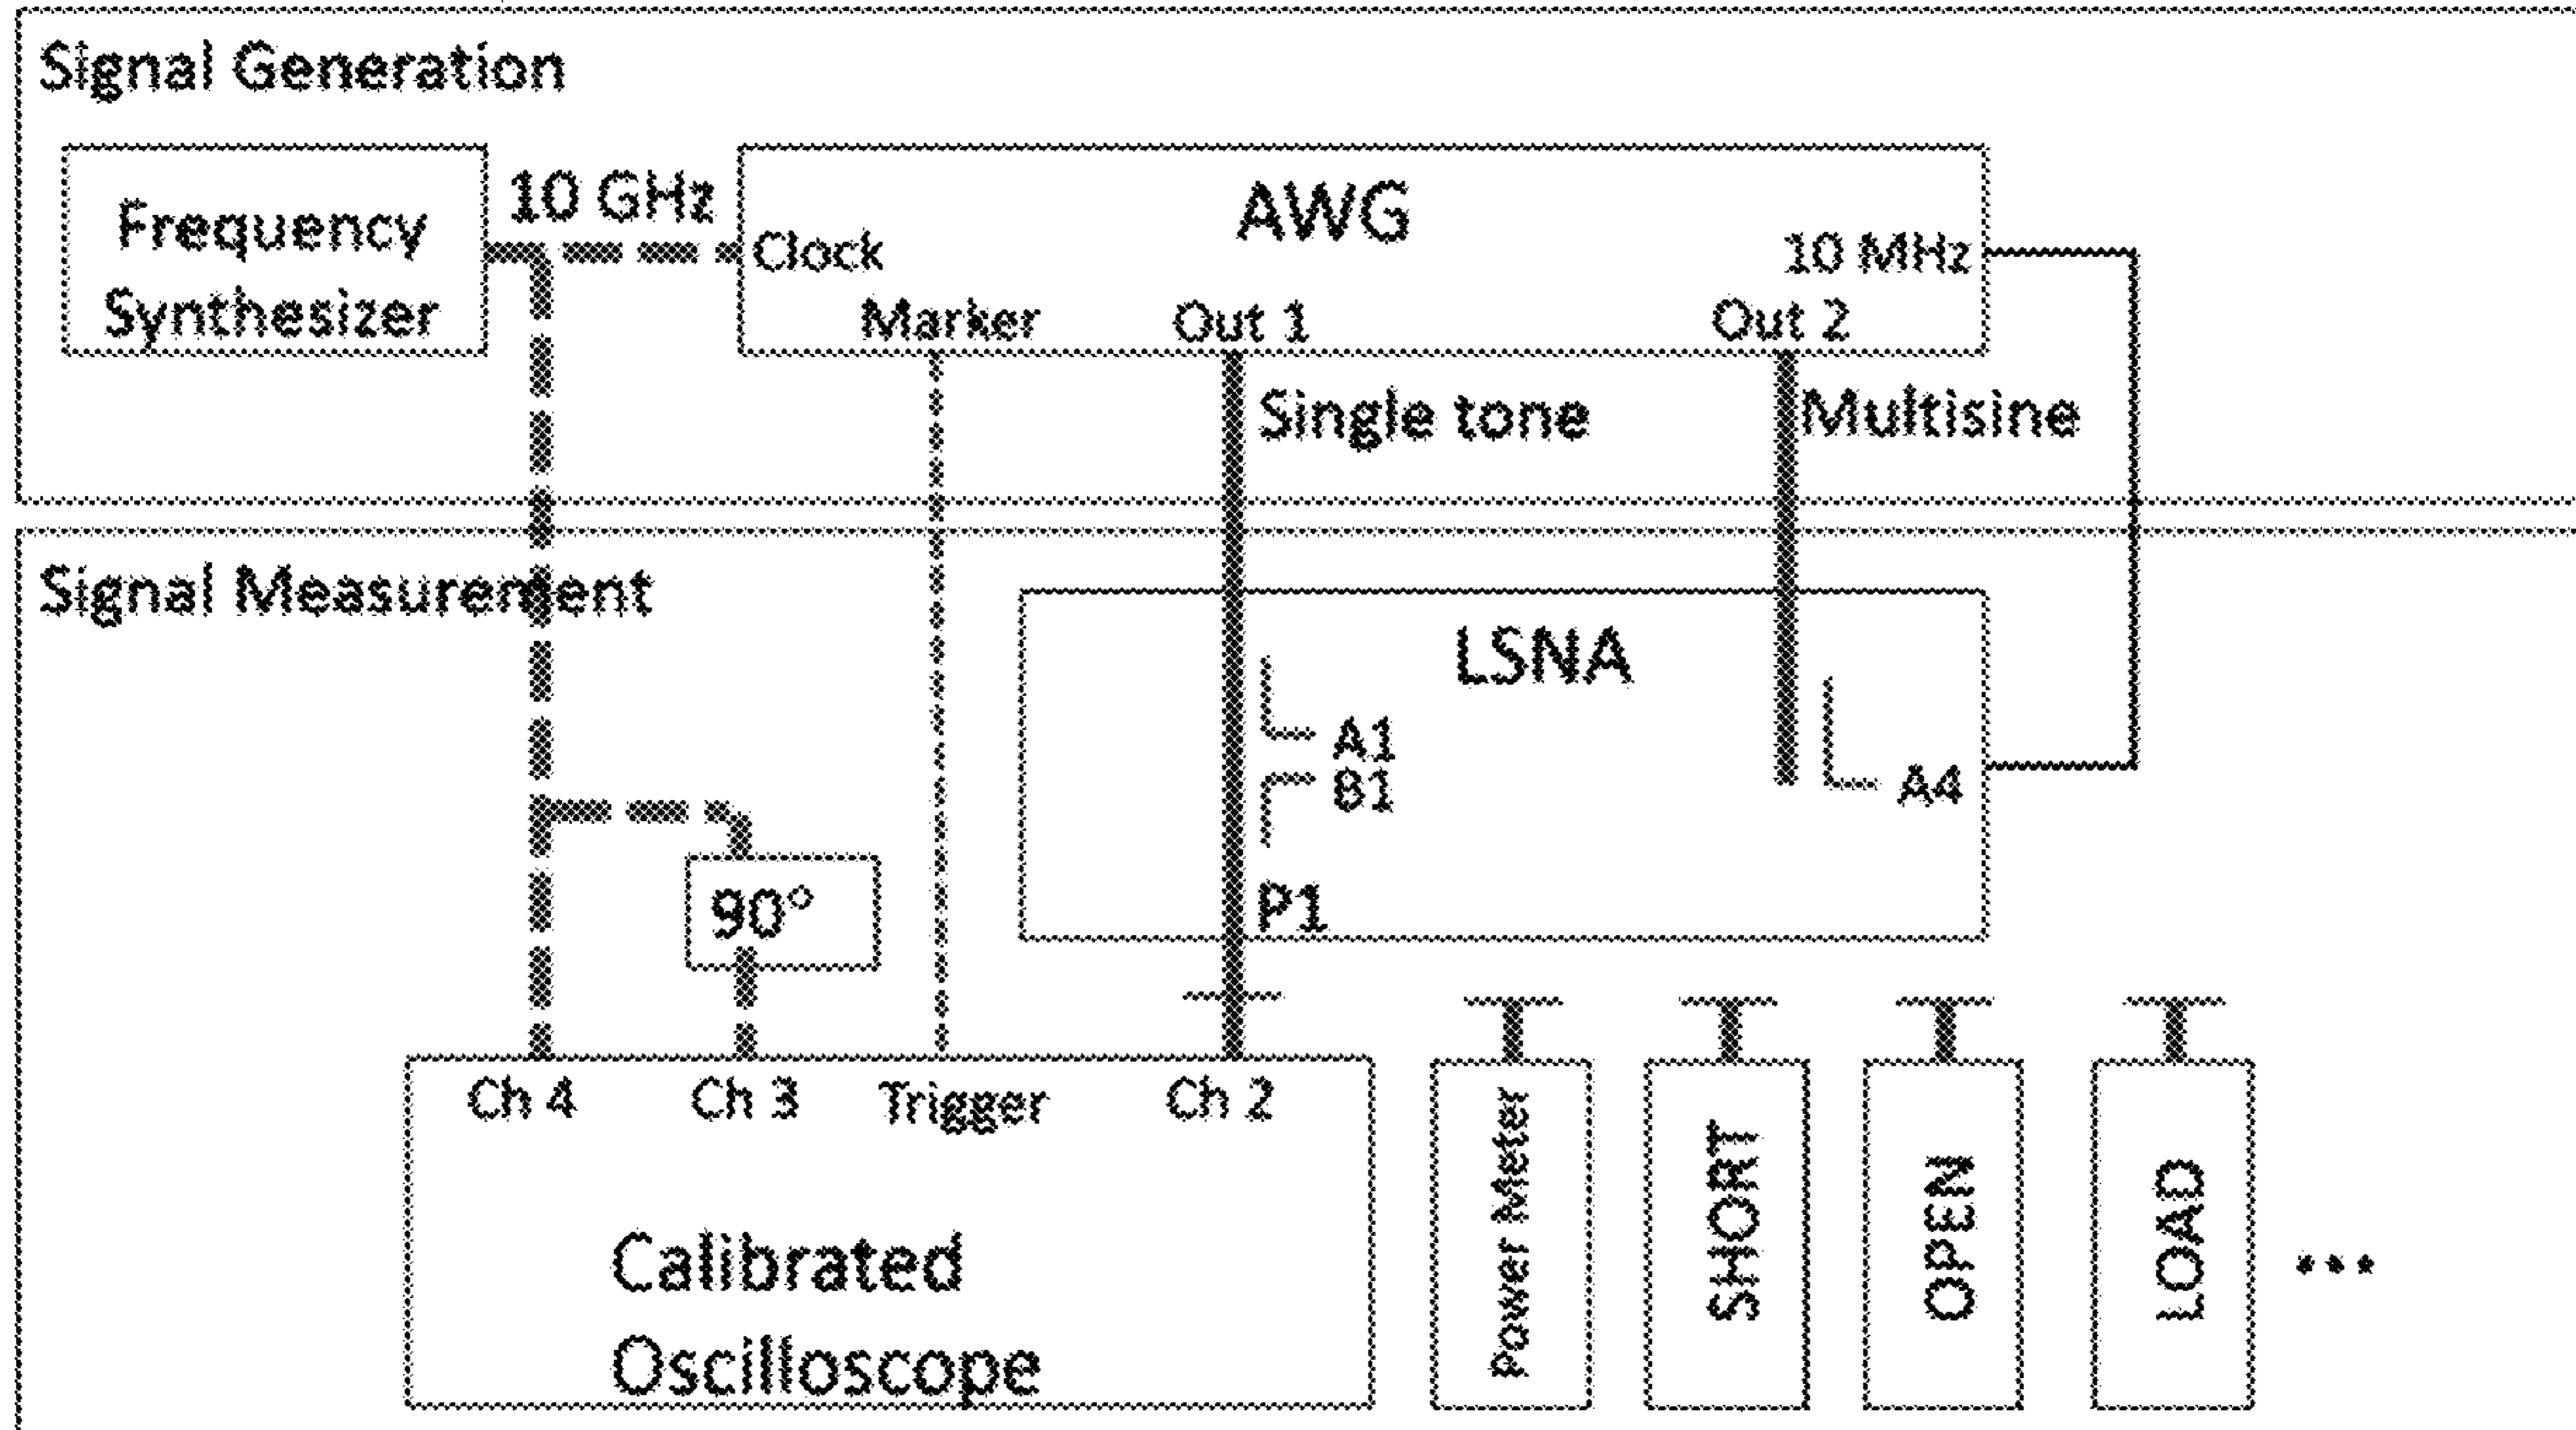 Signal Generation
Frequency
Synthesizer
10 GHz
AWG
Clock
10 MHz
Marker
Out 1
Out 2
Single tone
Multisine
Signal Measurement
LSNA
A1
B1
A4
90°
P1
Ch 4
Ch 3
Trigger
Ch 2
Calibrated
Oscilloscope
Power Meter
SHORT
OPEN
LOAD
...